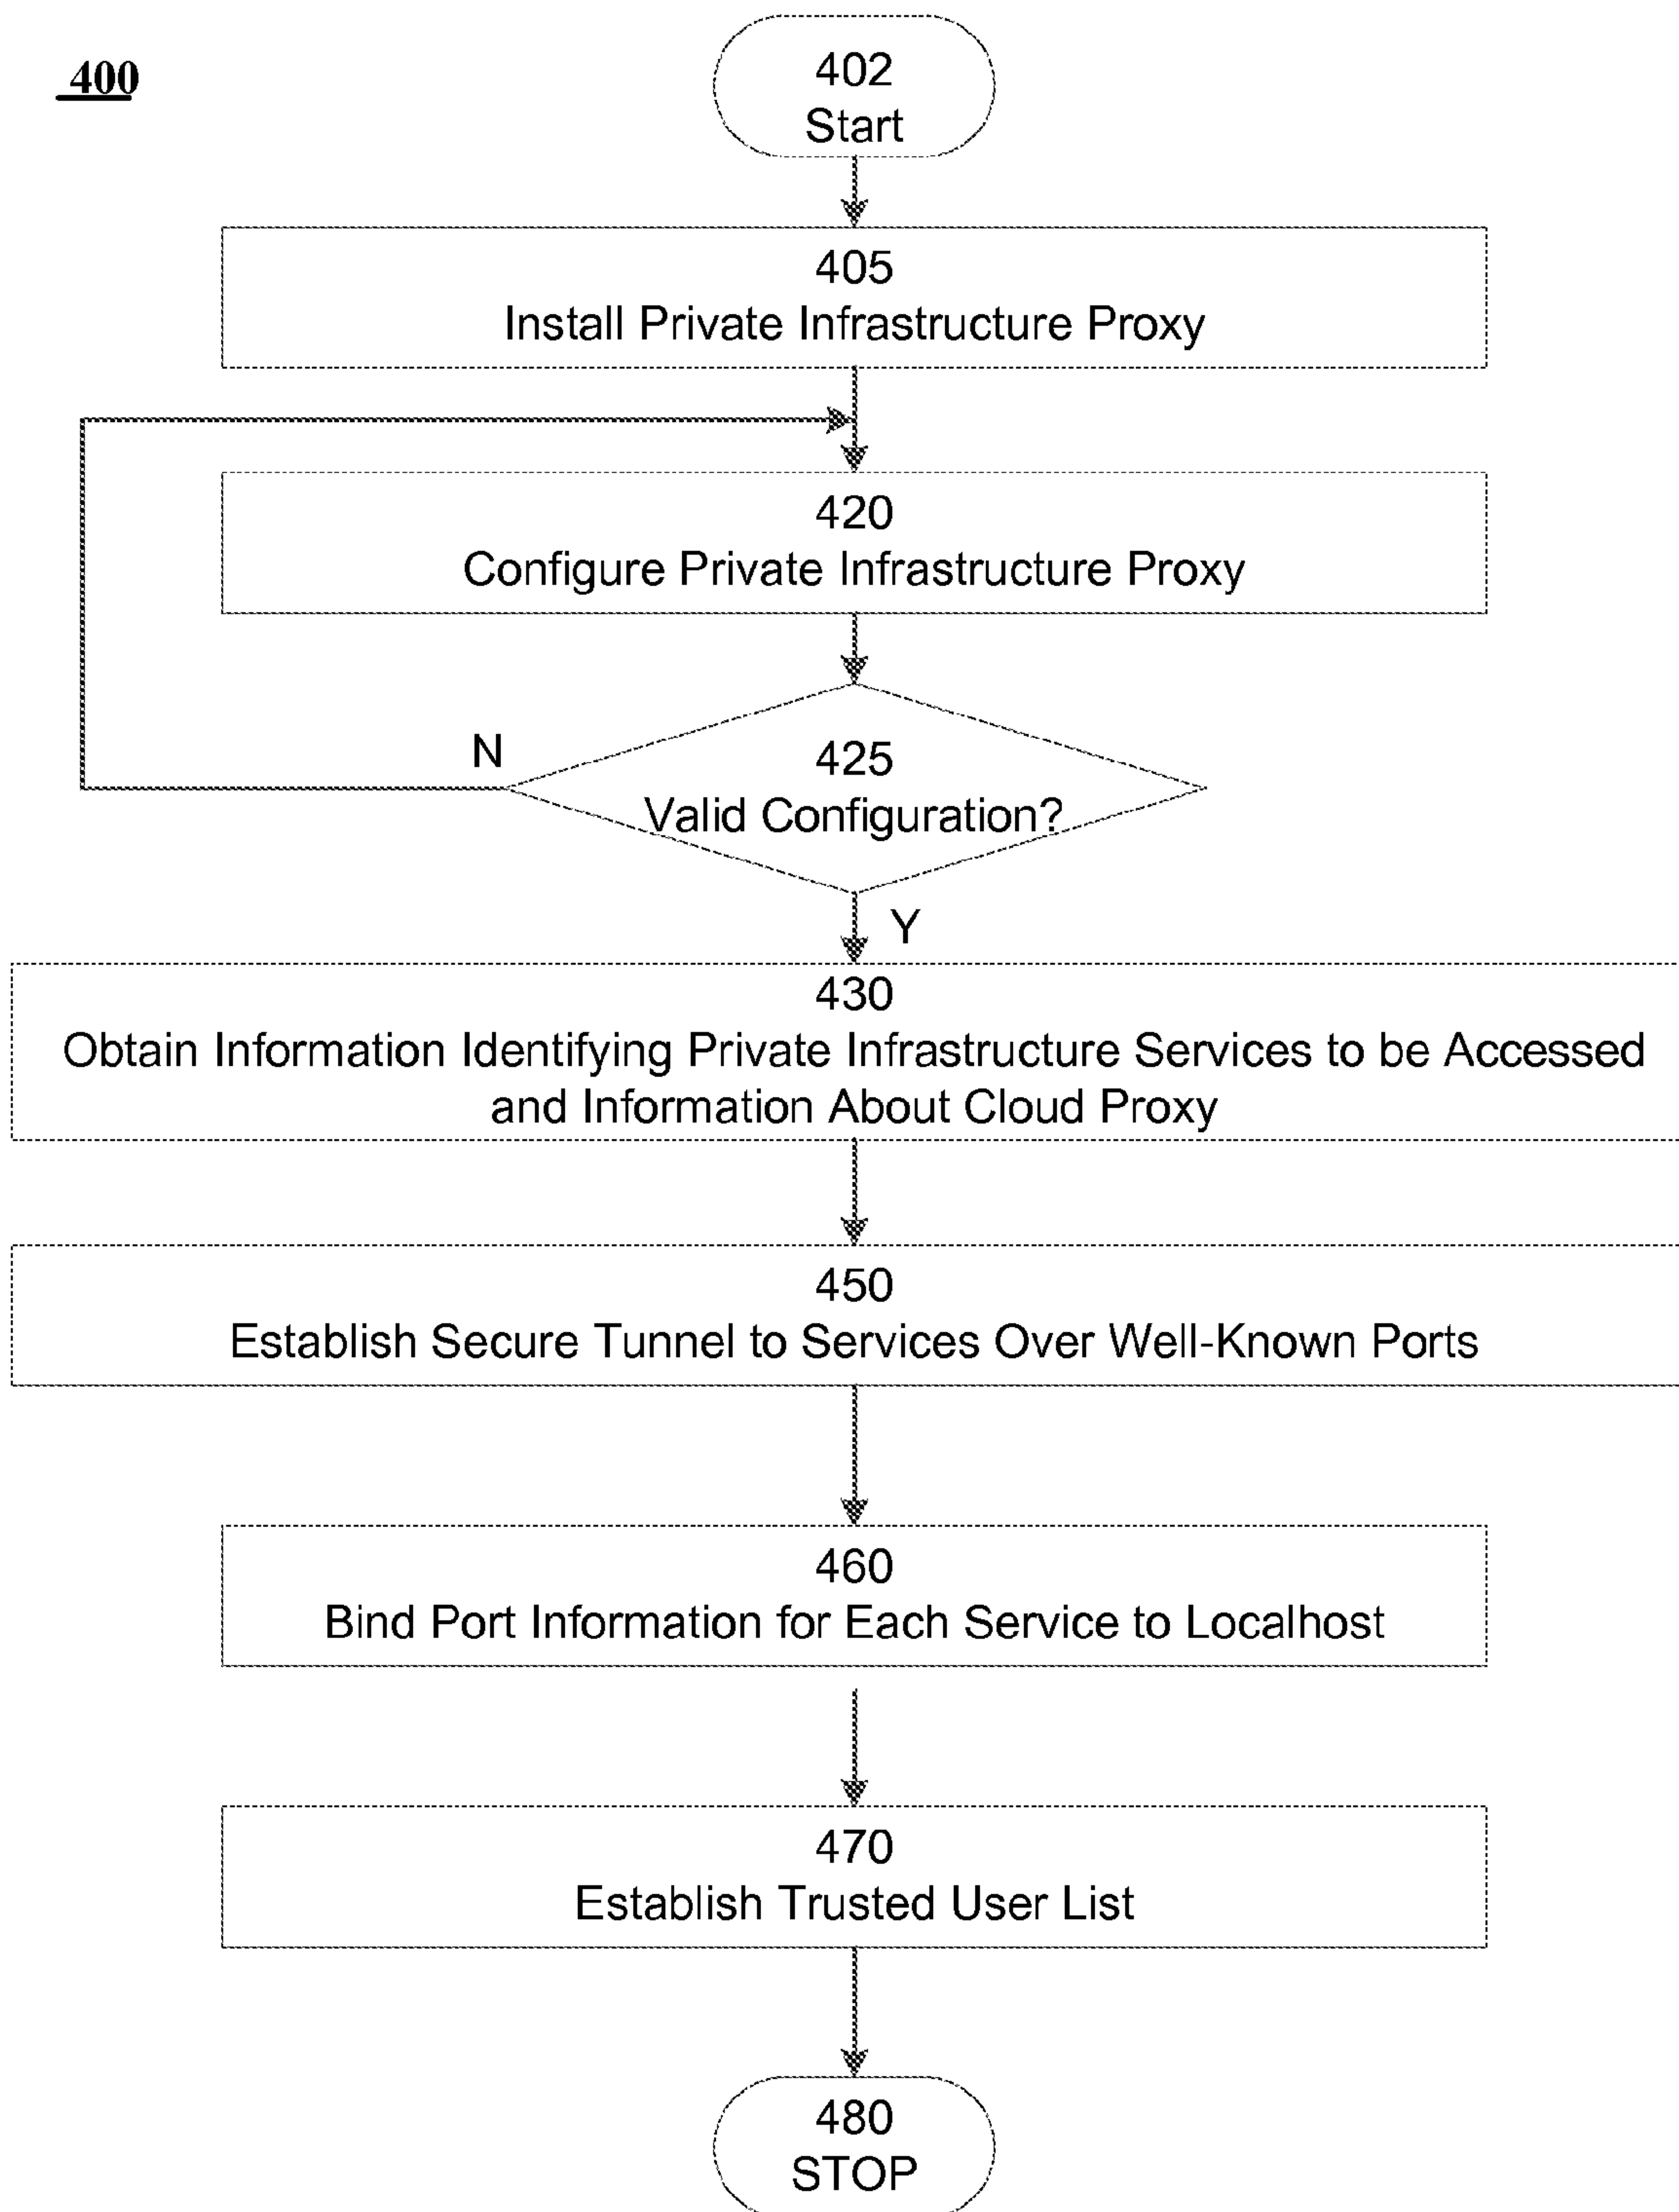 400
402
Start
405
Install Private Infrastructure Proxy
420
Configure Private Infrastructure Proxy
N
425
Valid Configuration?
Y
430
Obtain Information Identifying Private Infrastructure Services to be Accessed
and Information About Cloud Proxy
450
Establish Secure Tunnel to Services Over Well-Known Ports
460
Bind Port Information for Each Service to Localhost
470
Establish Trusted User List
480
STOP